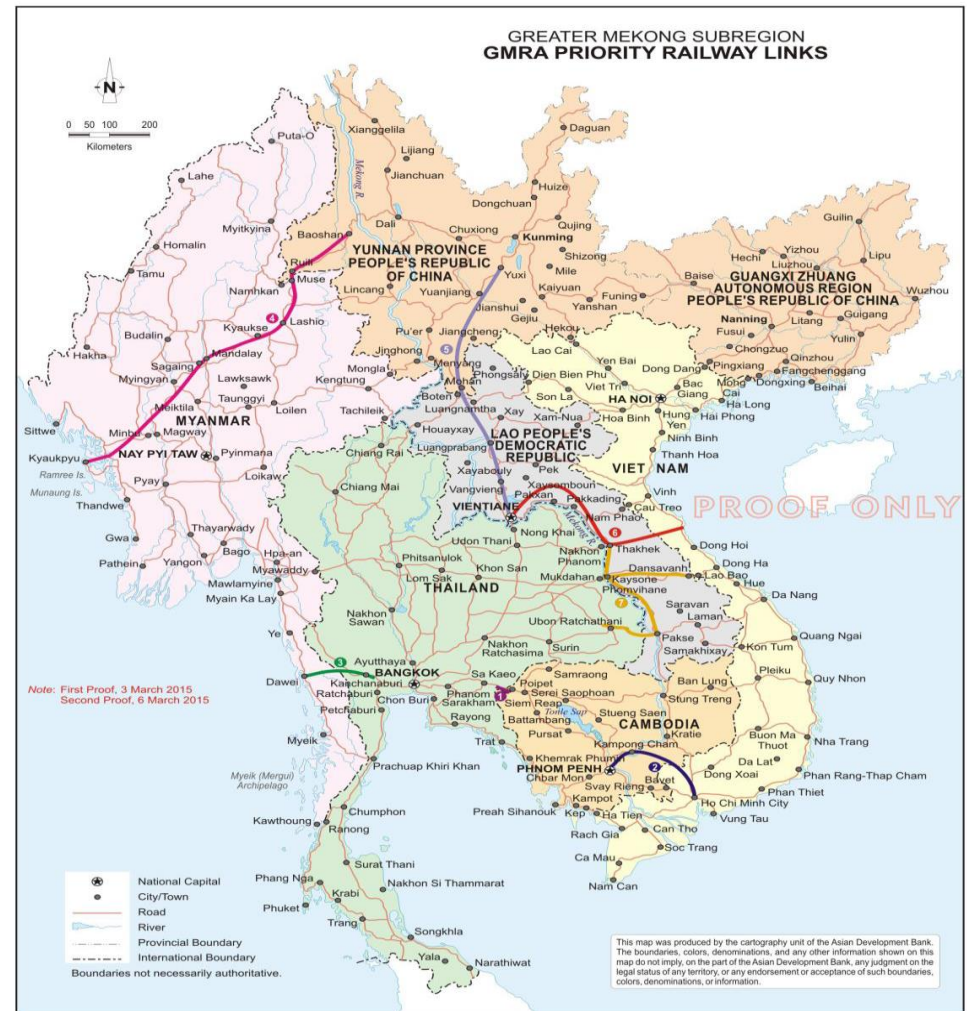 GREATER MEKONG SUBREGION
GMRA PRIORITY RAILWAY LINKS
N
0 50 100 200
Kilometers
Puta-O
Xianggelila
Daguan
Lahe
Lijiang
Jianchuan
Mekong R.
Huize
Dongchuan
Myitkyina
Dali
Qujing
Guilin
Homalin
Baoshan
Chuxiong
Kunming
YUNNAN PROVINCE
PEOPLE'S REPUBLIC
OF CHINA
Shizong
Hechi
Yizhou
Liuzhou
Lipu
Tamu
Ruili
Muse
Yuxi
Mile
Baise
GUANGXI ZHUANG
AUTONOMOUS REGION
PEOPLE'S REPUBLIC OF CHINA
Namhkan
Lincang
Yuanjiang
Kaiyuan
Funing
Wuzhou
Jianshui
Yanshan
Gejiu
Nanning
Litang
Guigang
4
Budalin
Kyaukse
Lashio
Pu'er
Jiangcheng
Hekou
Fusui
Yulin
Hakha
Sagaing
Mandalay
Jinghong
5
Menyang
Lao Cai
Yen Bai
Chongzuo
Qinzhou
Pingxiang
Fangchenggang
Myingyan
Lawksawk
Mongla
Mohan
Phongsaly
Dien Bien Phu
Dong Dang
Mong
Cai
Dongxing
Beihai
Kengtung
Boten
Viet Tri
Bac
Giang
Meiktila
Taunggyi
Loilen
Tachileik
Luangnamtha
Xay
Son La
HA NOI
Ha Long
Sittwe
MYANMAR
Houayxay
Xam-Nua
Hoa Binh
Hung
Yen
Hai Phong
Minbu
Magway
Luangprabang
LAO PEOPLE'S
DEMOCRATIC
REPUBLIC
Ninh Binh
Kyaukpyu
NAY PYI TAW
Pyinmana
Chiang Rai
Thanh Hoa
Ramree Is.
Loikaw
Xayabouly
Pek
VIET NAM
Munaung Is.
Pyay
Chiang Mai
Vangvieng
Xaysomboun
Pakxan
Pakkading
Vinh
Thandwe
VIENTIANE
Cau Treo
PROOF ONLY
Thayarwady
Nong Khai
Mekong R.
Nam Phao
6
Gwa
Bago
Hpa-an
Udon Thani
Nakhon
Phanom
Thakhek
Dong Hoi
Pathein
Yangon
Myawaddy
Phitsanulok
Khon San
Dansavanh
Dong Ha
Mawlamyine
Lom Sak
Mukdahan
Kaysone
Phomvihane
Lao Bao
Hue
Myain Ka Lay
THAILAND
7
Saravan
Da Nang
Nakhon
Sawan
Ubon Ratchathani
Laman
Ye
Pakse
Quang Ngai
Nakhon
Ratchasima
Surin
Samakhixay
Kon Tum
3
Ayutthaya
Dawei
Kanchanaburi
BANGKOK
Sa Kaeo
Samraong
Pleiku
Note: First Proof, 3 March 2015
Second Proof, 6 March 2015
Ratchaburi
Phanom
Sarakham
1
Poipet
Serei Saophoan
Ban Lung
Quy Nhon
Petchaburi
Chon Buri
Siem Reap
Stung Treng
Rayong
Battambang
Tonle Sap
Stueng Saen
CAMBODIA
Myeik
Trat
Pursat
Kratie
Buon Ma
Thuot
Nha Trang
Kampong Cham
Prachuap Khiri Khan
Khemrak Phumin
Da Lat
Myeik (Mergui)
Archipelago
PHNOM PENH
2
Dong Xoai
Phan Rang-Thap Cham
Chbar Mon
Bavet
Svay Rieng
Phan Thiet
Chumphon
Kampot
Ho Chi Minh City
Kawthoung
Preah Sihanouk
Kep
Ha Tien
Vung Tau
Ranong
Rach Gia
Can Tho
Soc Trang
Surat Thani
Ca Mau
Phang Nga
Nakhon Si Thammarat
Nam Can
Krabi
Phuket
Trang
Songkhla
Yala
Narathiwat
National Capital
City/Town
Road
River
Provincial Boundary
International Boundary
Boundaries not necessarily authoritative.
This map was produced by the cartography unit of the Asian Development Bank.
The boundaries, colors, denominations, and any other information shown on this
map do not imply, on the part of the Asian Development Bank, any judgment on the
legal status of any territory, or any endorsement or acceptance of such boundaries,
colors, denominations, or information.